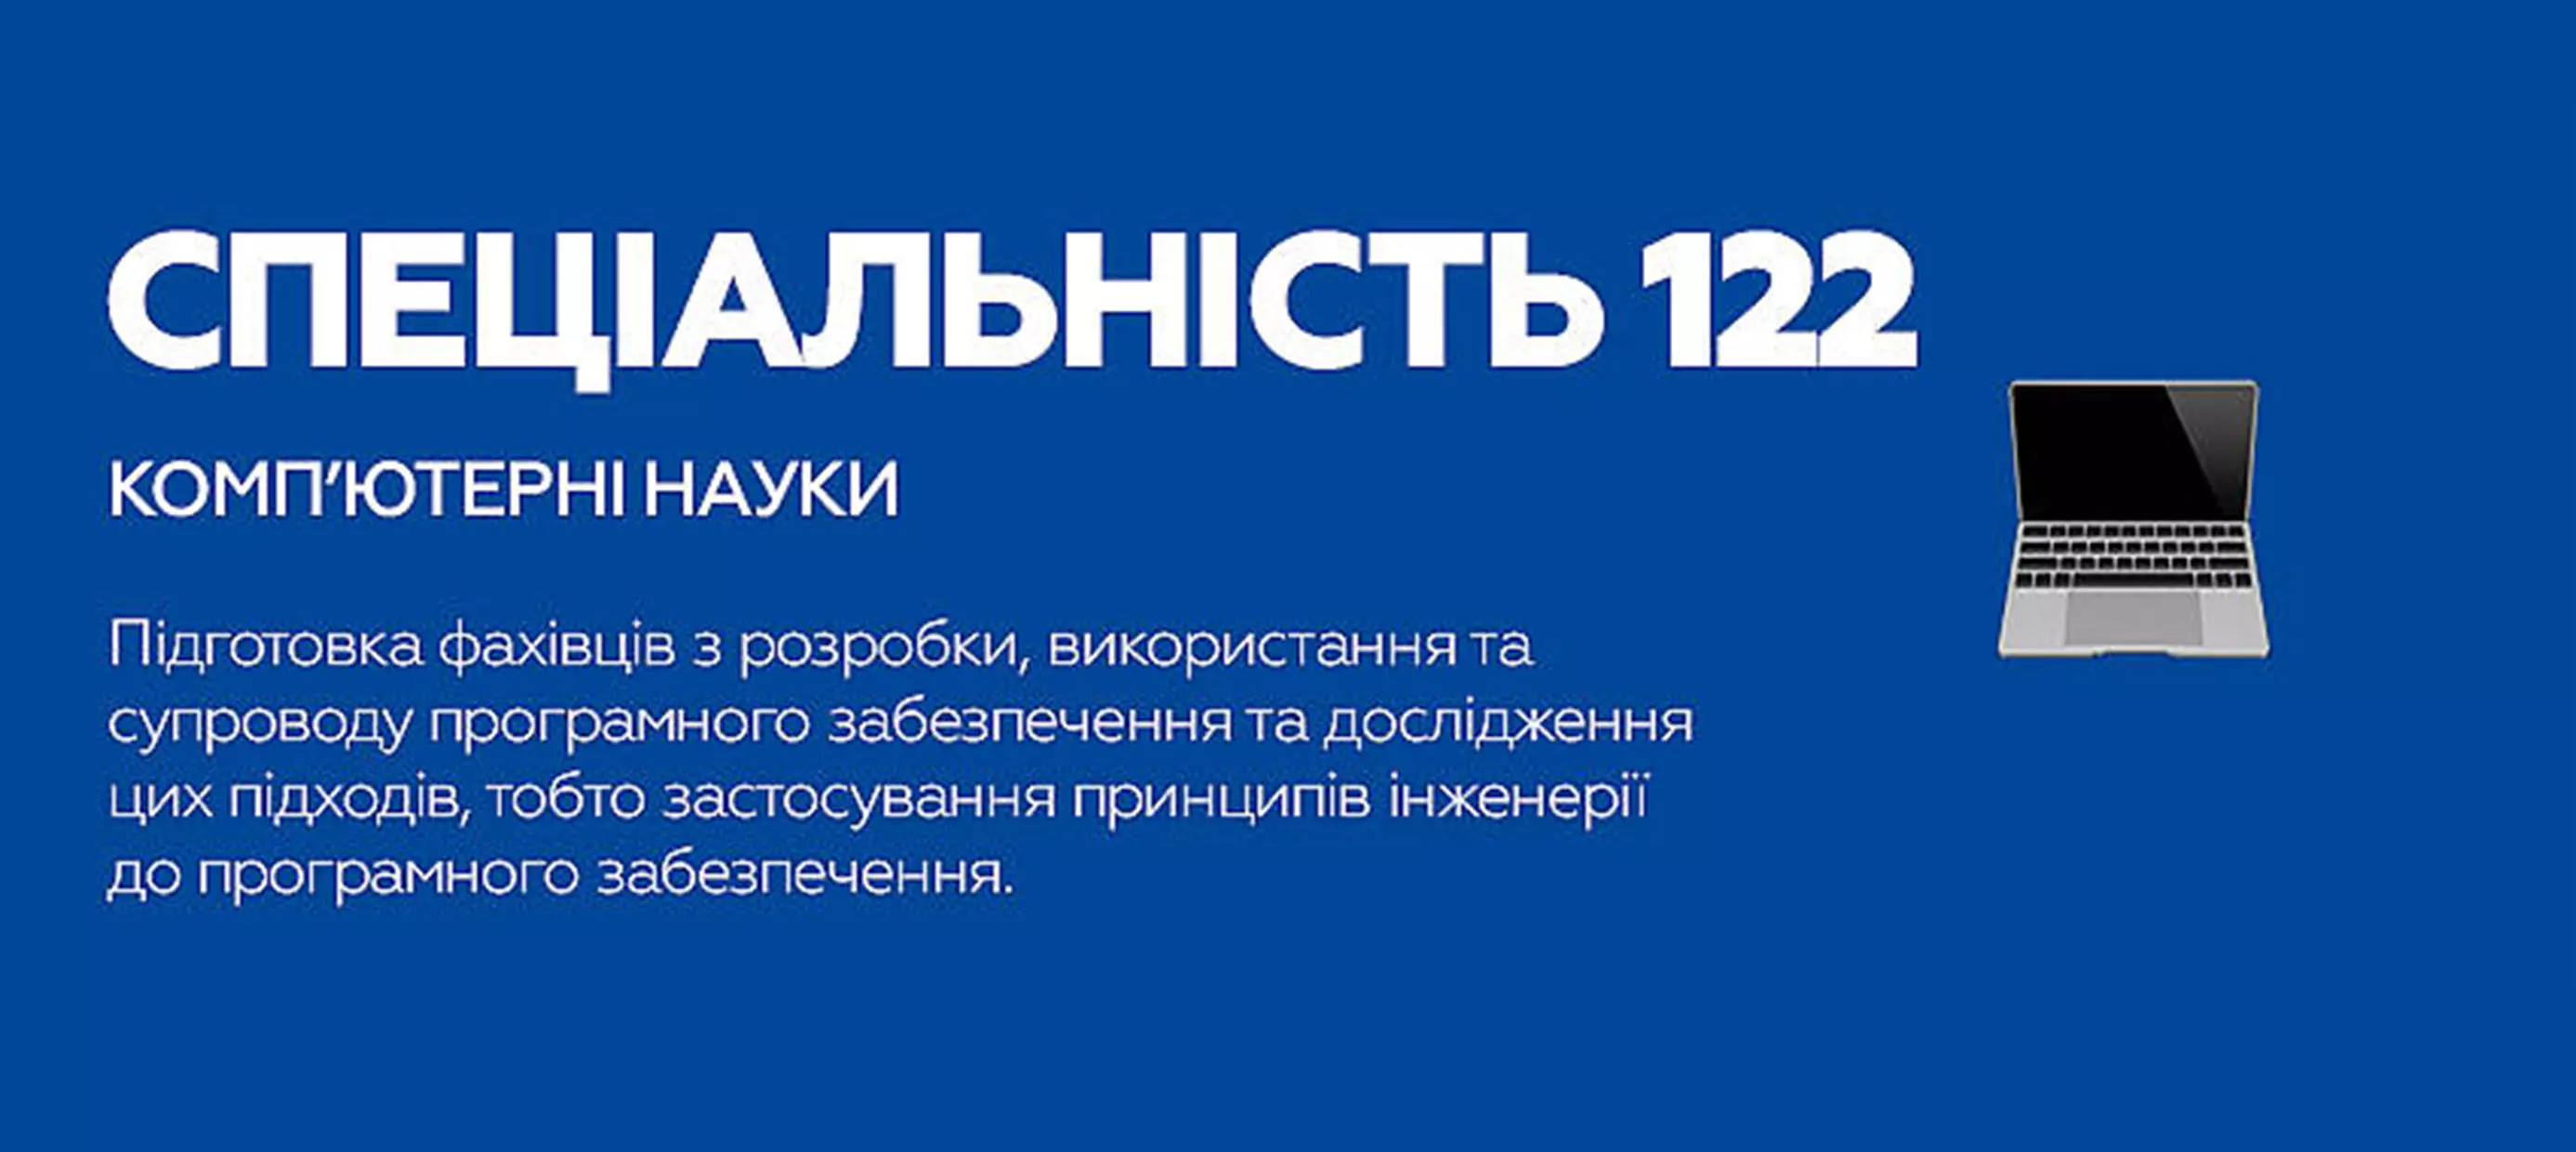 СПЕЦІАЛЬНІСТЬ 122
КОМП’ЮТЕРНІ НАУКИ
Підготовка фахівців з розробки, використання та
супроводу програмного забезпечення та дослідження
цих підходів, тобто застосування принципів інженерії
до програмного забезпечення.